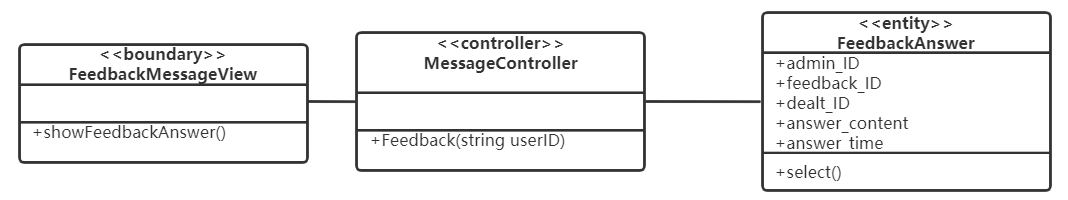 <<boundary>>
FeedbackMessageView
+showFeedbackAnswer()
<<controller>>
MessageController
+Feedback(string userID)
<<entity>>
FeedbackAnswer
+admin_ID
+feedback_ID
+dealt_ID
+answer_content
+answer_time
+select()